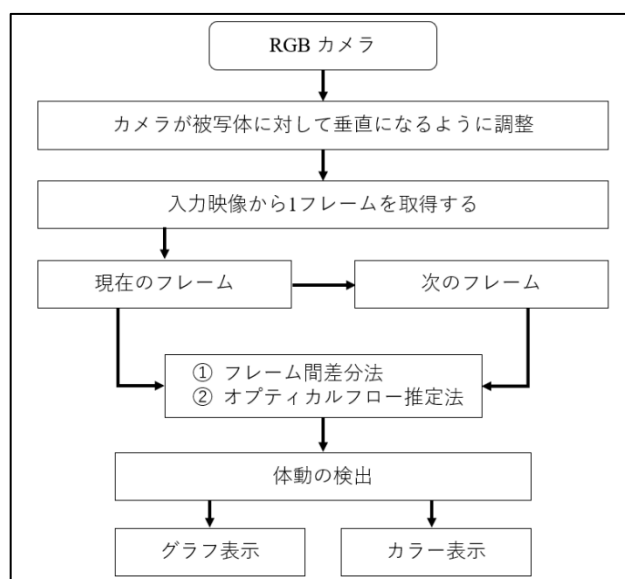 RGB カメラ
カメラが被写体に対して垂直になるように調整
入力映像から1フレームを取得する
現在のフレーム
次のフレーム
① フレーム間差分法
② オプティカルフロー推定法
体動の検出
グラフ表示
カラー表示